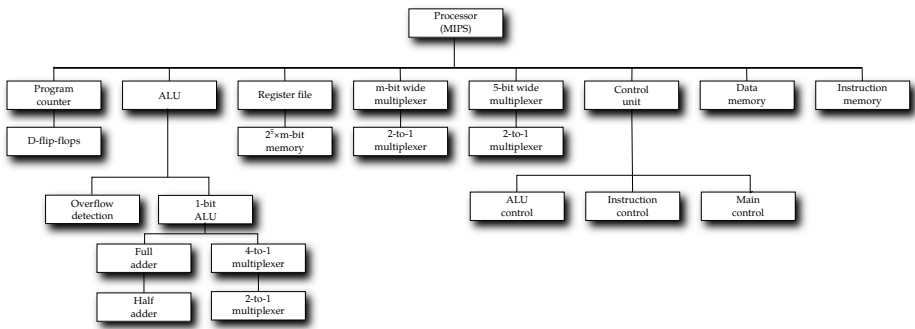 Processor
(MIPS)
Program
counter
ALU
Register file
m-bit wide
multiplexer
5-bit wide
multiplexer
Control
unit
Data
memory
Instruction
memory
D-flip-flops
2⁵×m-bit
memory
2-to-1
multiplexer
2-to-1
multiplexer
Overflow
detection
1-bit
ALU
ALU
control
Instruction
control
Main
control
Full
adder
4-to-1
multiplexer
Half
adder
2-to-1
multiplexer